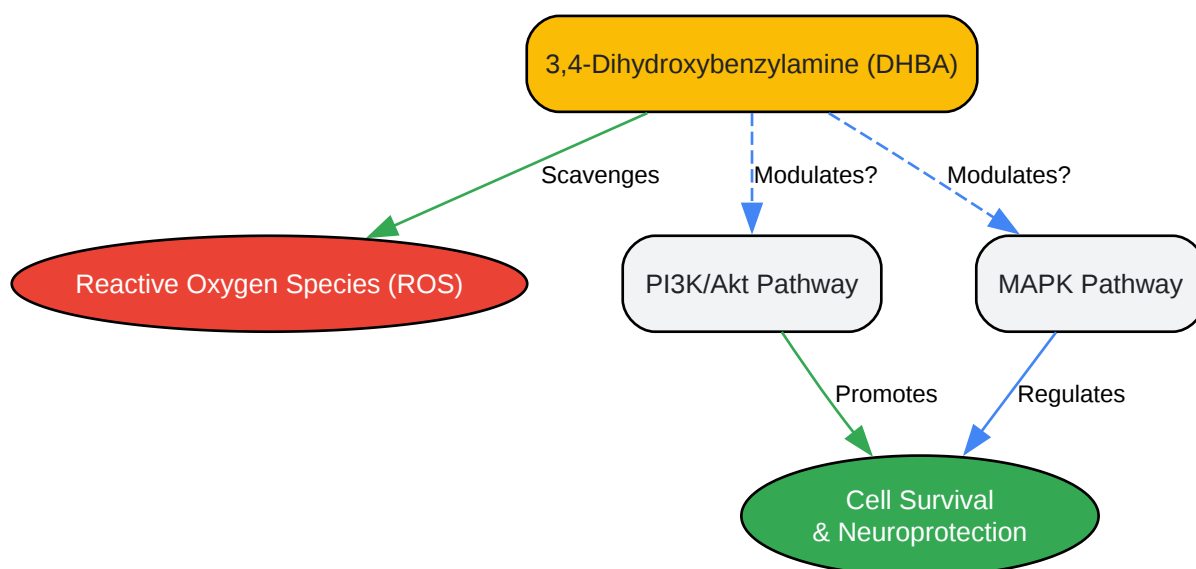 3,4-Dihydroxybenzylamine (DHBA)
Scavenges
Modulates?
Modulates?
Reactive Oxygen Species (ROS)
PI3K/Akt Pathway
MAPK Pathway
Promotes
Regulates
Cell Survival
& Neuroprotection